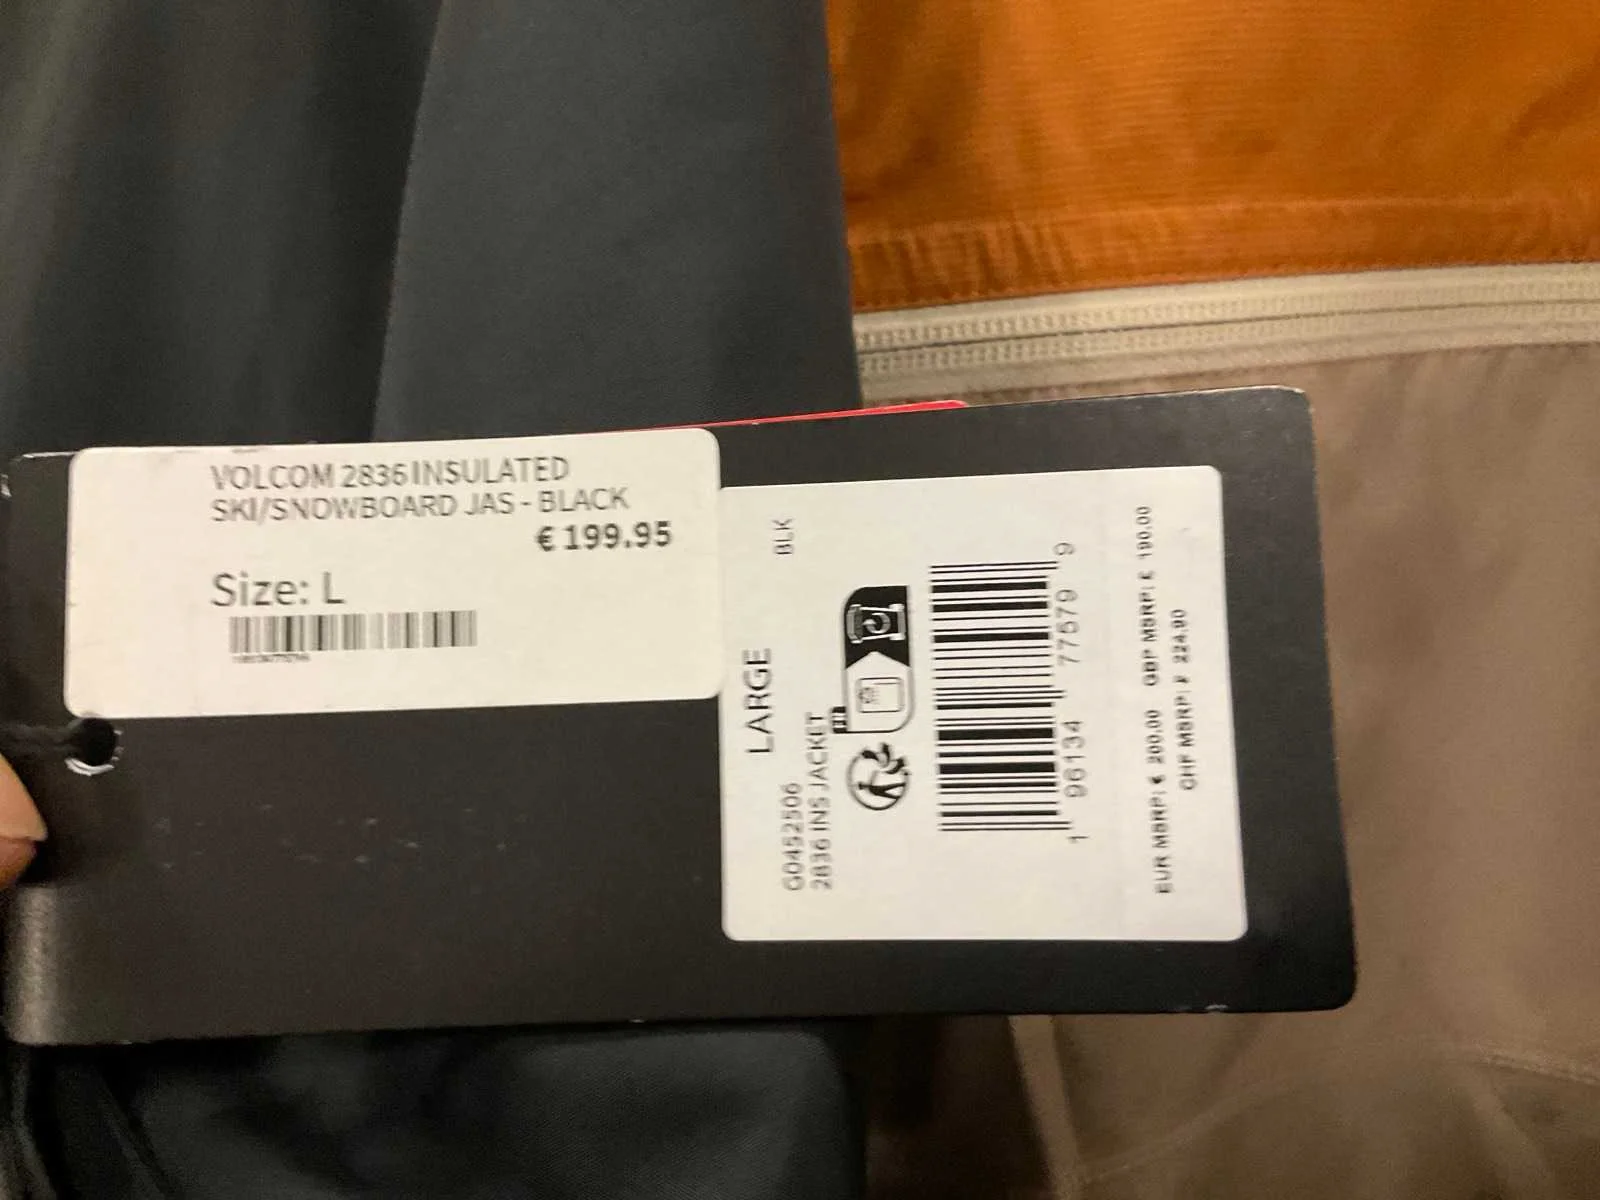 VOLCOM 2836 INSULATED
SKI/SNOWBOARD JAS - BLACK
€ 199.95
Size: L
LARGE
BLK
G0452506
2836 INS JACKET
1 96134 77579 9
EUR MSRP: € 200.00 GBP MSRP: £ 190.00
CHF MSRP: ₣ 224.90